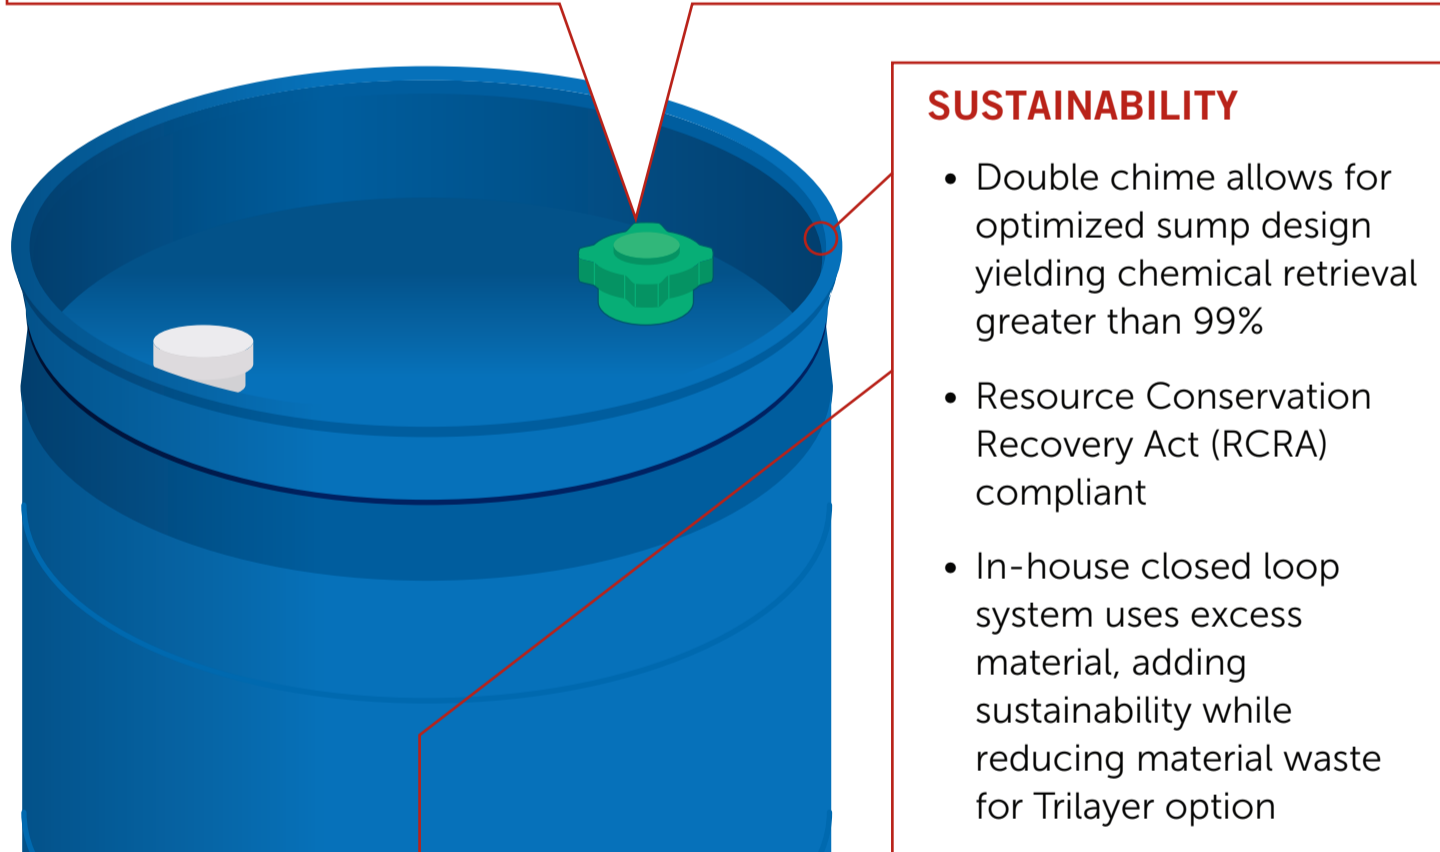 SUSTAINABILITY
• Double chime allows for
optimized sump design
yielding chemical retrieval
greater than 99%
• Resource Conservation
Recovery Act (RCRA)
compliant
• In-house closed loop
system uses excess
material, adding
sustainability while
reducing material waste
for Trilayer option